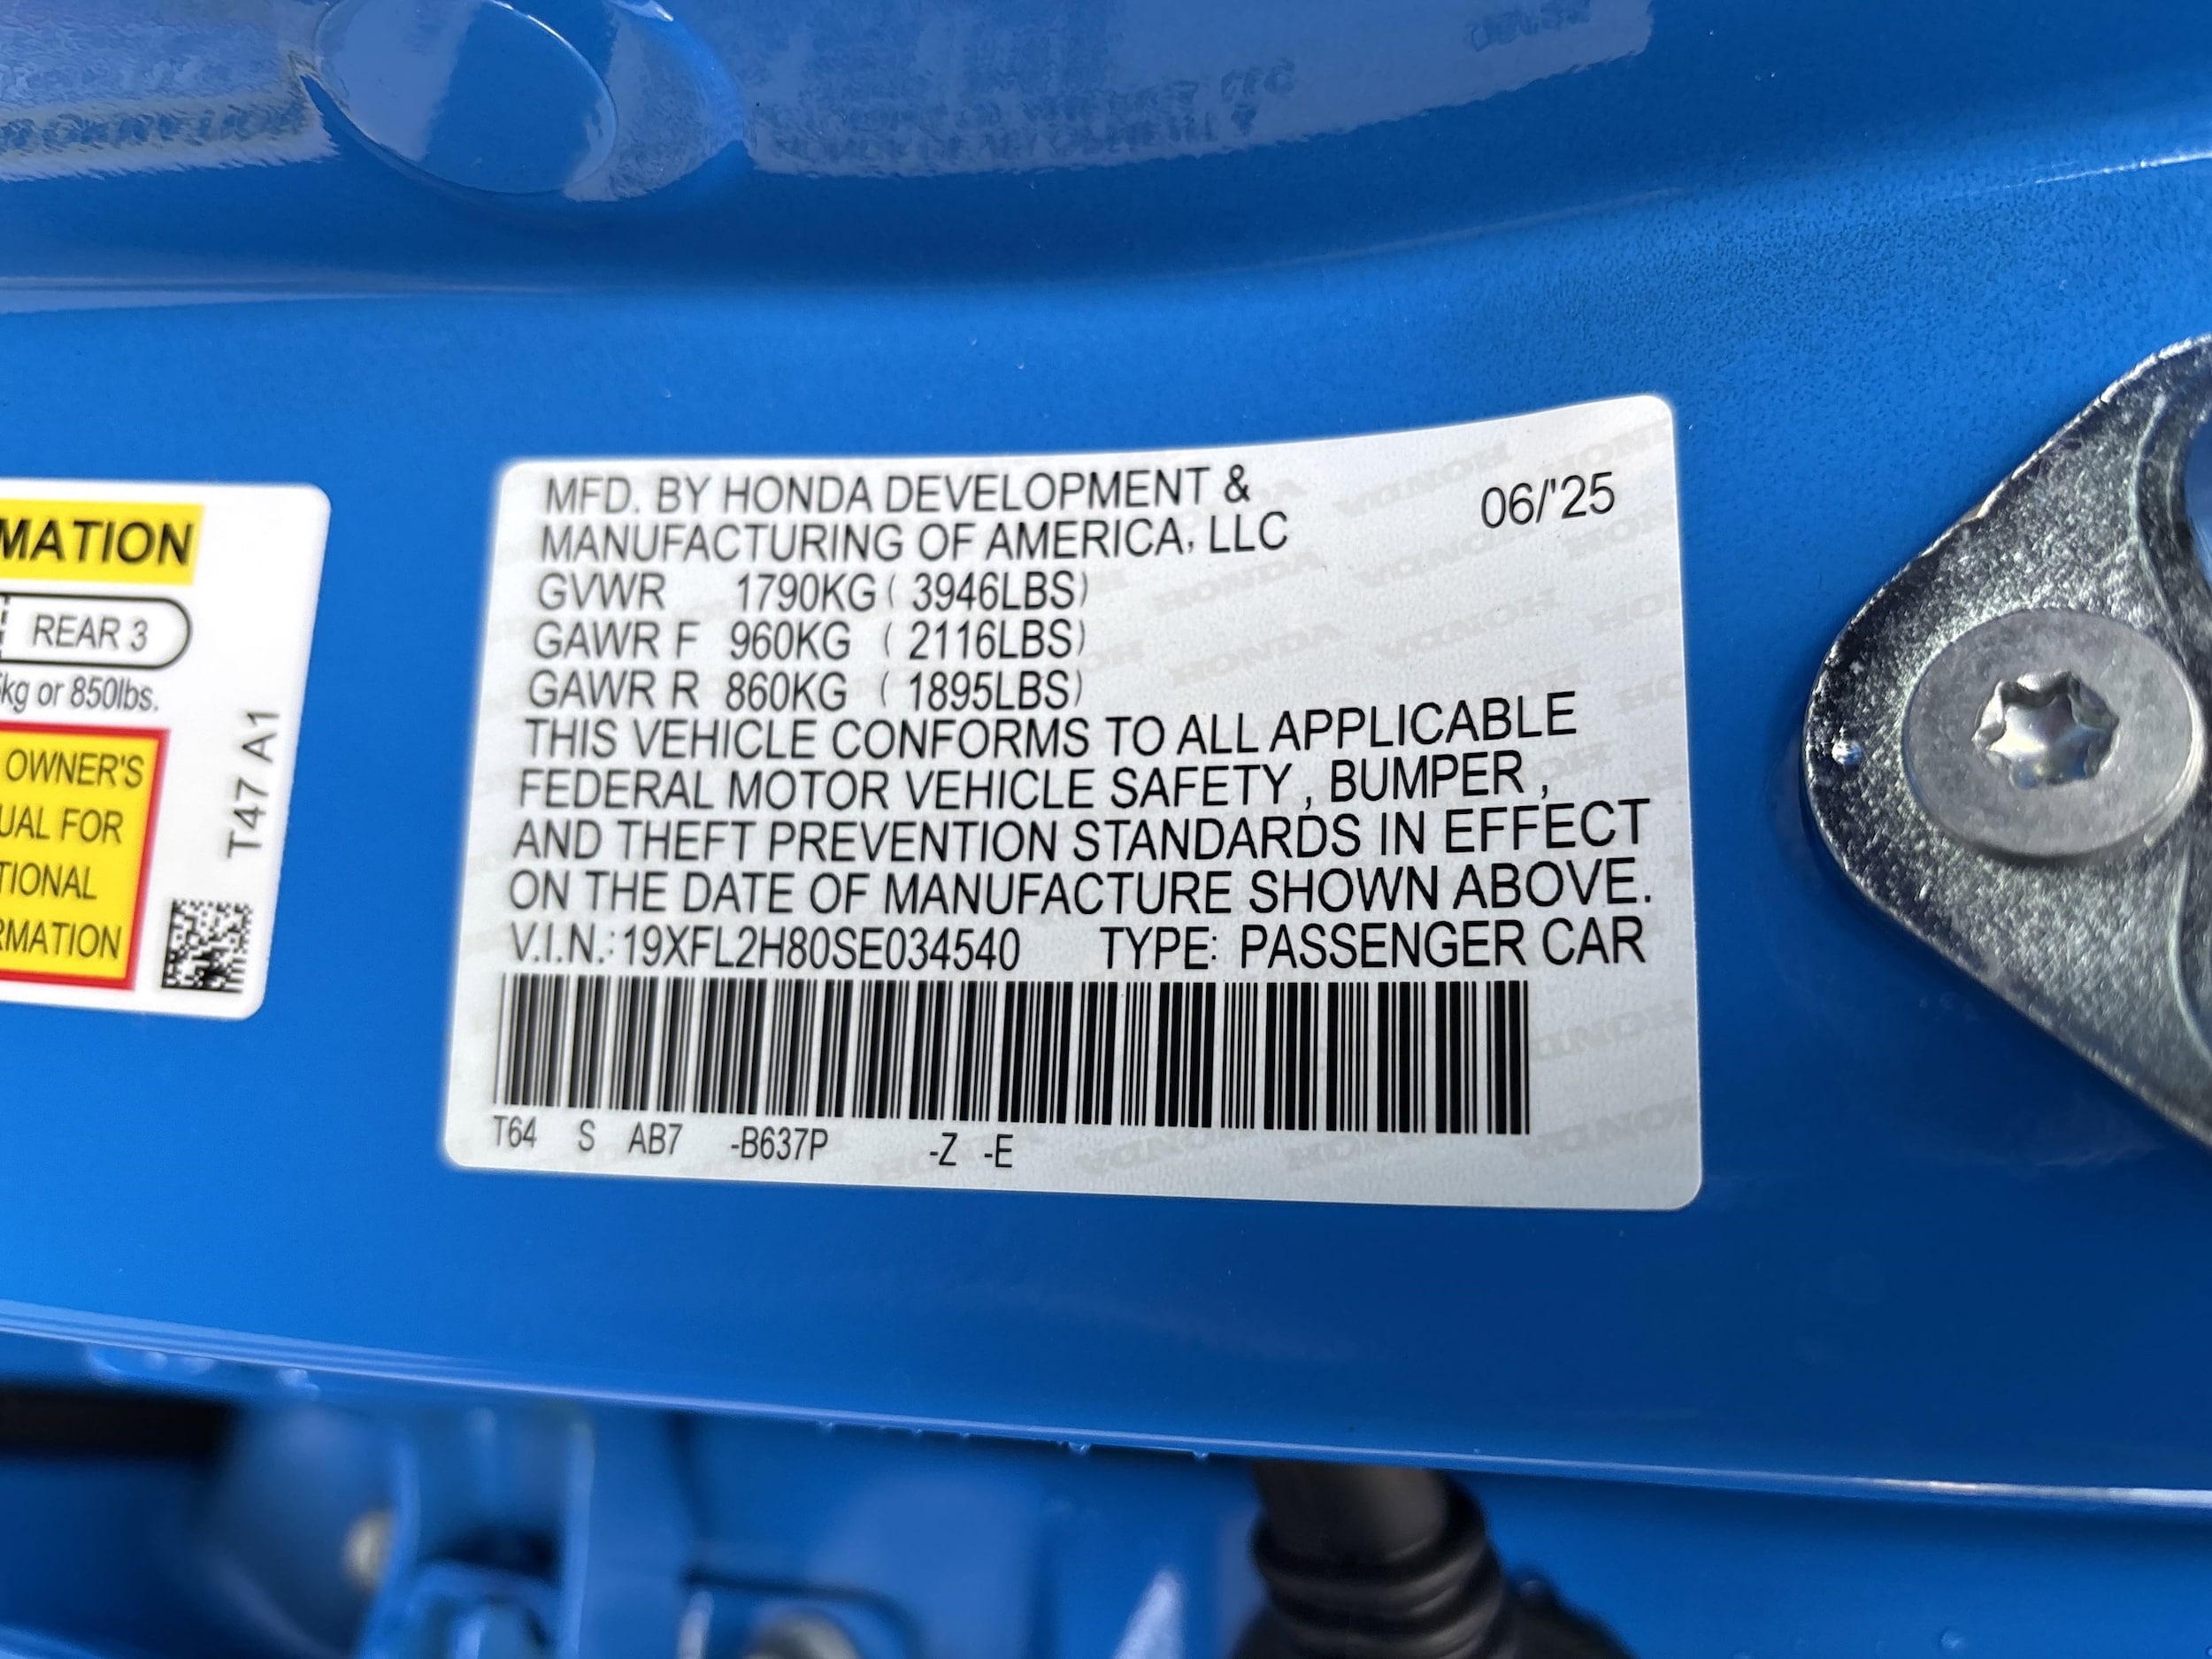 MATION
REAR 3
kg or 850lbs.
OWNER'S
UAL FOR
TIONAL
RMATION
T47 A1
MFD. BY HONDA DEVELOPMENT &
MANUFACTURING OF AMERICA, LLC
06/'25
GVWR 1790KG ( 3946LBS)
GAWR F 960KG ( 2116LBS)
GAWR R 860KG ( 1895LBS)
THIS VEHICLE CONFORMS TO ALL APPLICABLE
FEDERAL MOTOR VEHICLE SAFETY , BUMPER ,
AND THEFT PREVENTION STANDARDS IN EFFECT
ON THE DATE OF MANUFACTURE SHOWN ABOVE.
V.I.N.: 19XFL2H80SE034540 TYPE: PASSENGER CAR
T64 S AB7 -B637P -Z -E